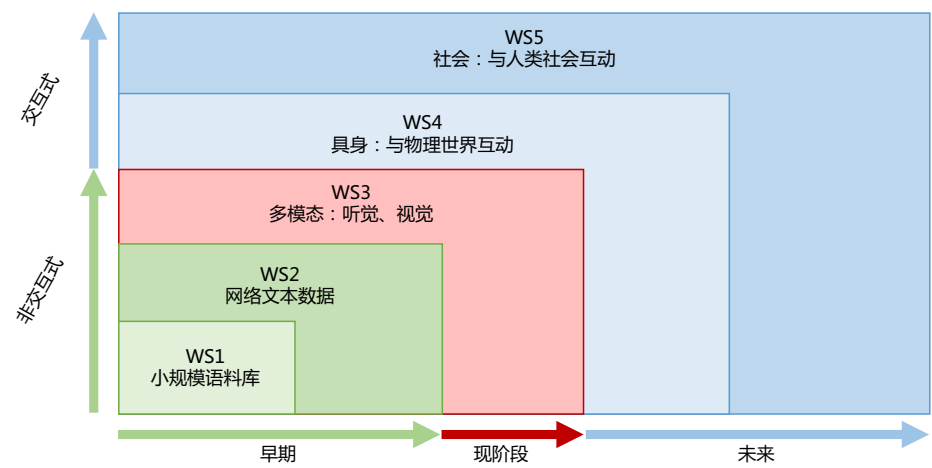 WS5
社会：与人类社会互动
WS4
具身：与物理世界互动
WS3
多模态：听觉、视觉
WS2
网络文本数据
WS1
小规模语料库
交互式
非交互式
早期
现阶段
未来